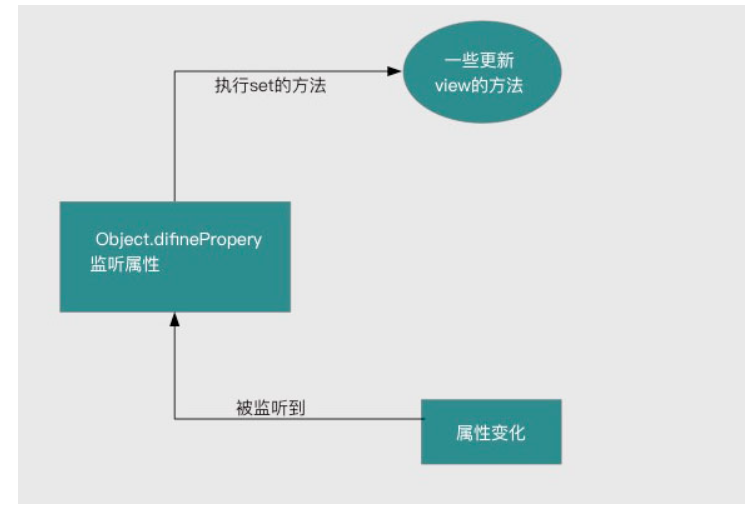 一些更新
view的方法
执行set的方法
Object.difinePropery
监听属性
被监听到
属性变化